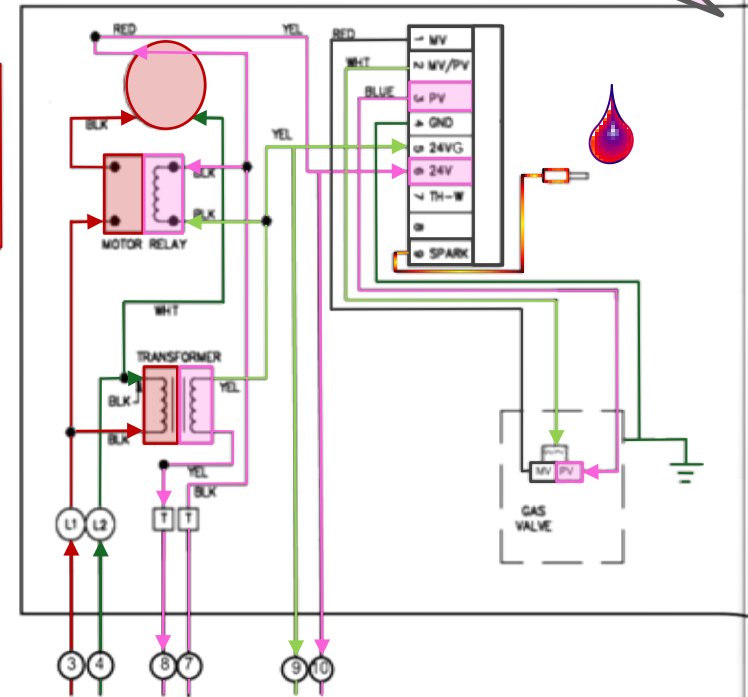 RED
YEL
RED
1 MV
WHT
2 MV/PV
BLUE
3 PV
BLK
4 GND
YEL
5 24VG
BLK
6 24V
7 TH-W
BLK
8
MOTOR RELAY
9 SPARK
WHT
TRANSFORMER
YEL
BLK
BLK
YEL
MV/PV
MV
PV
BLK
GAS
VALVE
L1
L2
T
T
3
4
8
7
9
10